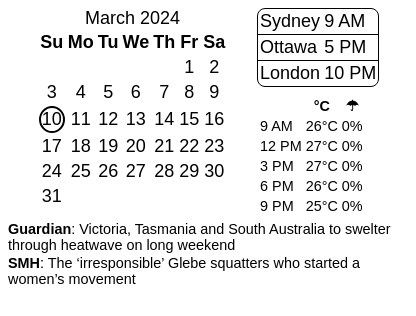 March 2024
Su Mo Tu We Th Fr Sa
1 2
3 4 5 6 7 8 9
10 11 12 13 14 15 16
17 18 19 20 21 22 23
24 25 26 27 28 29 30
31
Sydney 9 AM
Ottawa 5 PM
London 10 PM
°C ☂
9 AM 26°C 0%
12 PM 27°C 0%
3 PM 27°C 0%
6 PM 26°C 0%
9 PM 25°C 0%
Guardian: Victoria, Tasmania and South Australia to swelter
through heatwave on long weekend
SMH: The ‘irresponsible’ Glebe squatters who started a
women’s movement